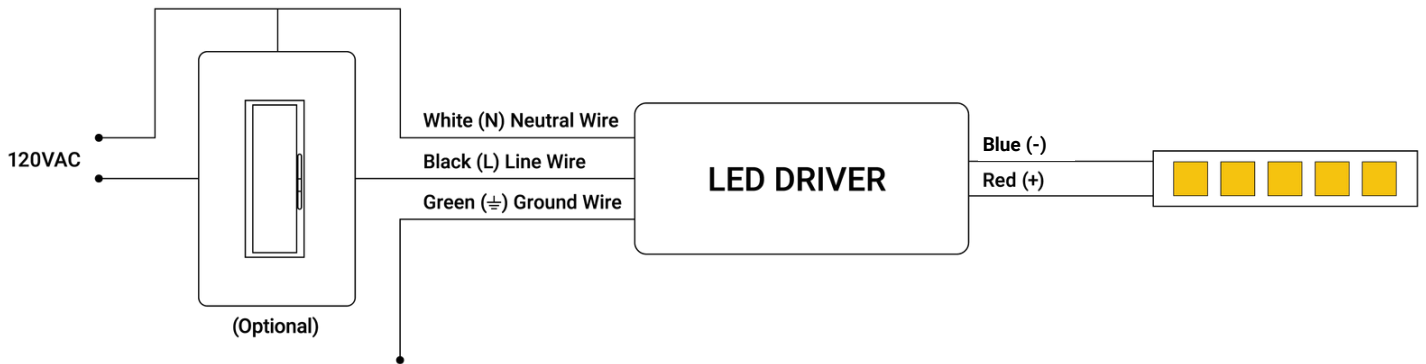 120VAC
(Optional)
White (N) Neutral Wire
Black (L) Line Wire
Green (⏚) Ground Wire
LED DRIVER
Blue (-)
Red (+)